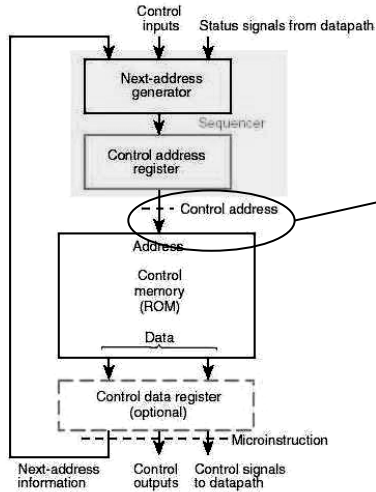 Control
inputs
Status signals from datapath
Next-address
generator
Sequencer
Control address
register
Control address
Address
Control
memory
(ROM)
Data
Control data register
(optional)
Microinstruction
Next-address
information
Control
outputs
Control signals
to datapath